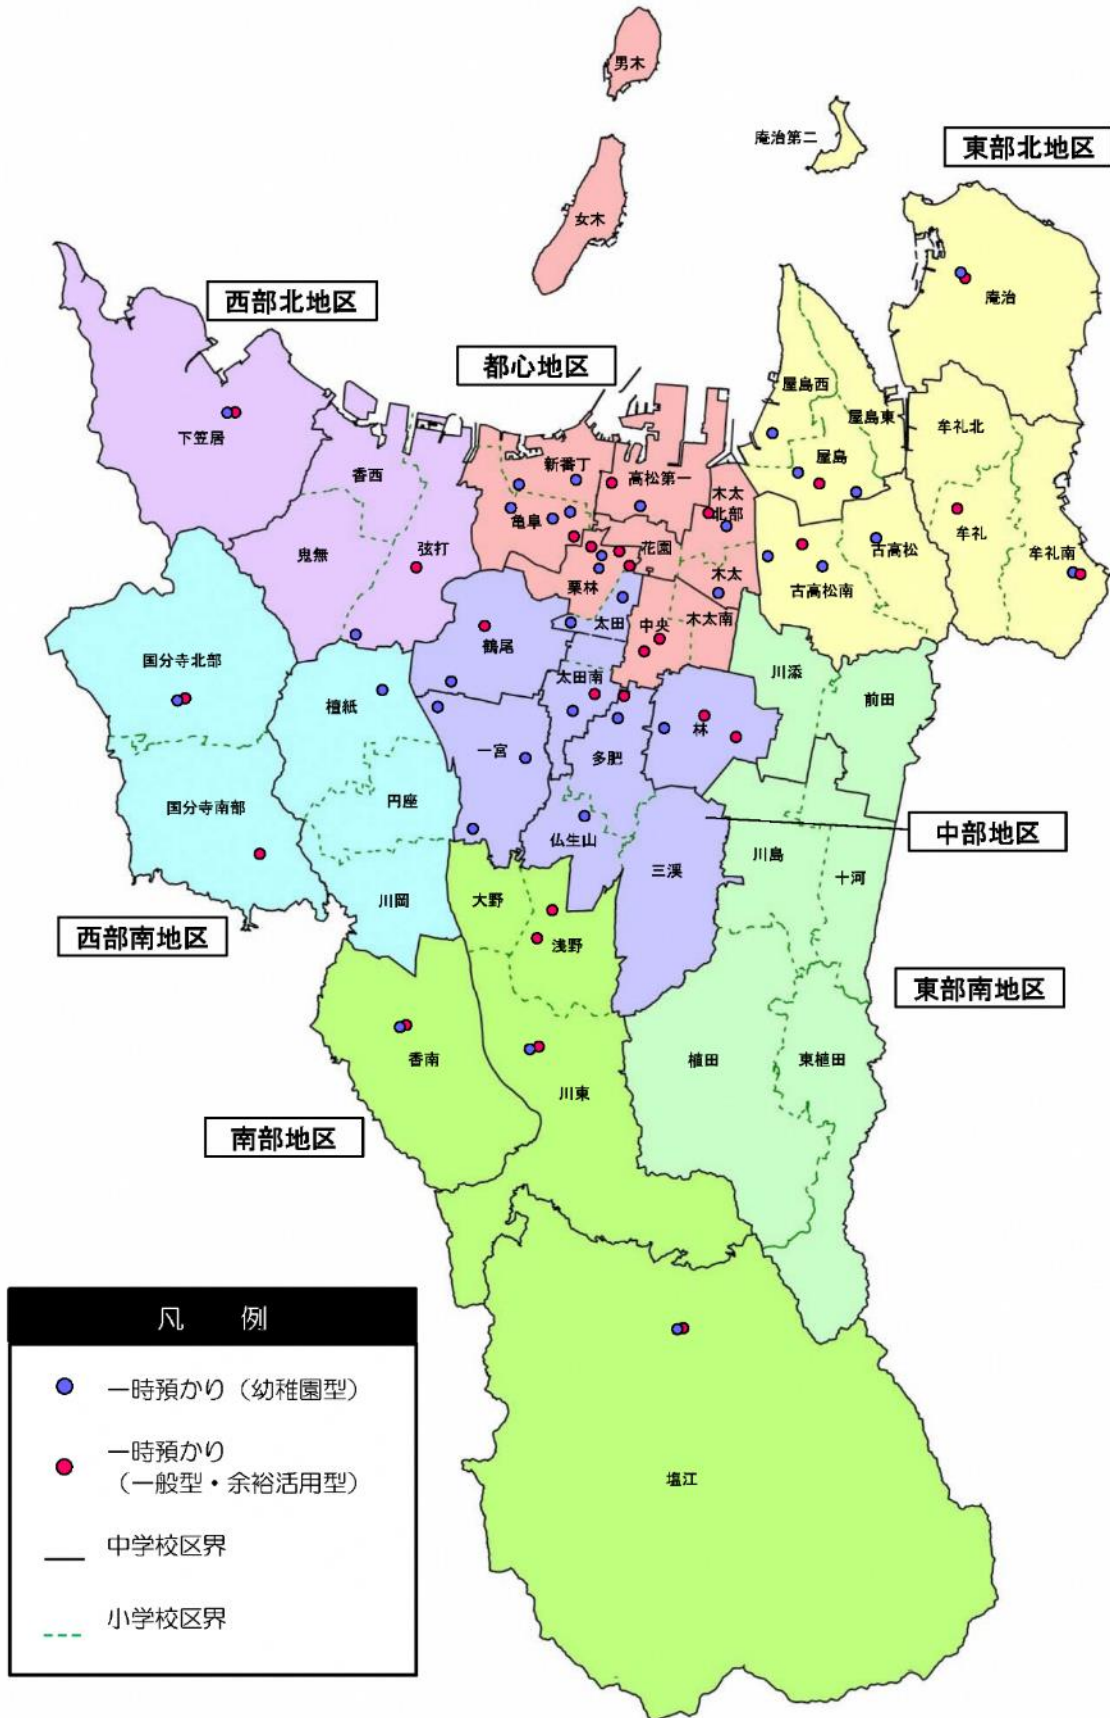 男木
庵治第二
東部北地区
女木
西部北地区
庵治
都心地区
屋島西
屋島東
牟礼北
下笠居
香西
新番丁
高松第一
屋島
木太
北部
亀阜
鬼無
弦打
花園
古高松
牟礼
牟礼南
栗林
木太
古高松南
鶴尾
太田
中央
木太南
国分寺北部
檀紙
太田南
川添
前田
一宮
多肥
林
国分寺南部
円座
仏生山
中部地区
川島
三渓
十河
川岡
大野
西部南地区
浅野
東部南地区
香南
川東
植田
東植田
南部地区
凡 例
一時預かり（幼稚園型）
一時預かり
（一般型・余裕活用型）
中学校区界
小学校区界
塩江